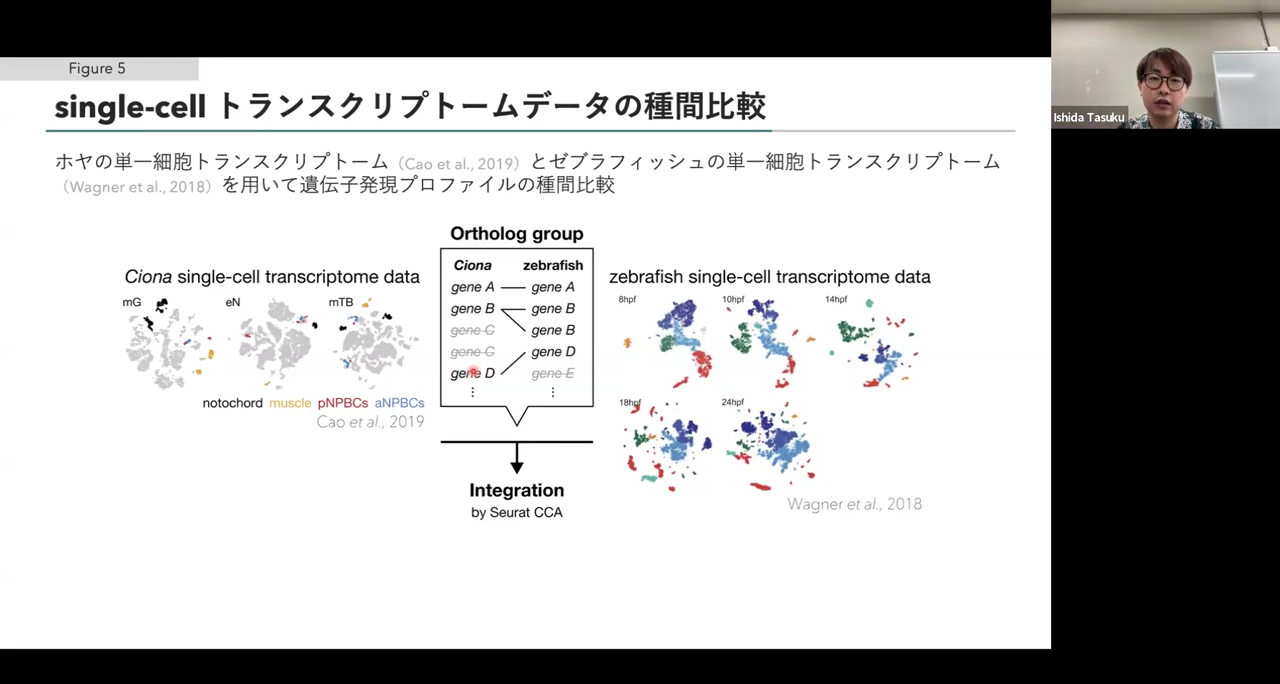 Figure 5
single-cell トランスクリプトームデータの種間比較
ホヤの単一細胞トランスクリプトーム（Cao et al., 2019）とゼブラフィッシュの単一細胞トランスクリプトーム
（Wagner et al., 2018）を用いて遺伝子発現プロファイルの種間比較
Ciona single-cell transcriptome data
mG
eN
mTB
notochord muscle pNPBCs aNPBCs
Cao et al., 2019
Ortholog group
Ciona zebrafish
gene A gene A
gene B gene B
gene C gene B
gene C gene D
gene D gene E
Integration
by Seurat CCA
zebrafish single-cell transcriptome data
8hpf
10hpf
14hpf
18hpf
24hpf
Wagner et al., 2018
Ishida Tasuku